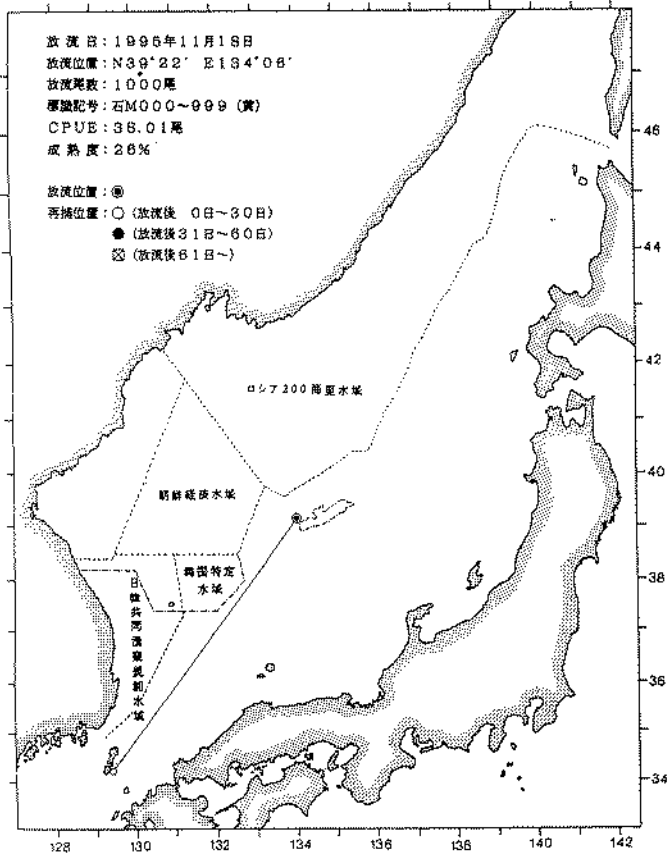 放流日：1995年11月18日
放流位置：N39°22′ E134°06′
放流尾数：1000尾
標識記号：石M000～999（黄）
CPUE：36.01尾
成熟度：26%
放流位置：◉
再捕位置：○（放流後 0日～30日）
●（放流後31日～60日）
（放流後61日～）
ロシア200海里水域
朝鮮経済水域
韓国特定
水域
日韓共同漁業規制水域
46
44
42
40
38
36
34
128
130
131
132
134
136
138
140
142